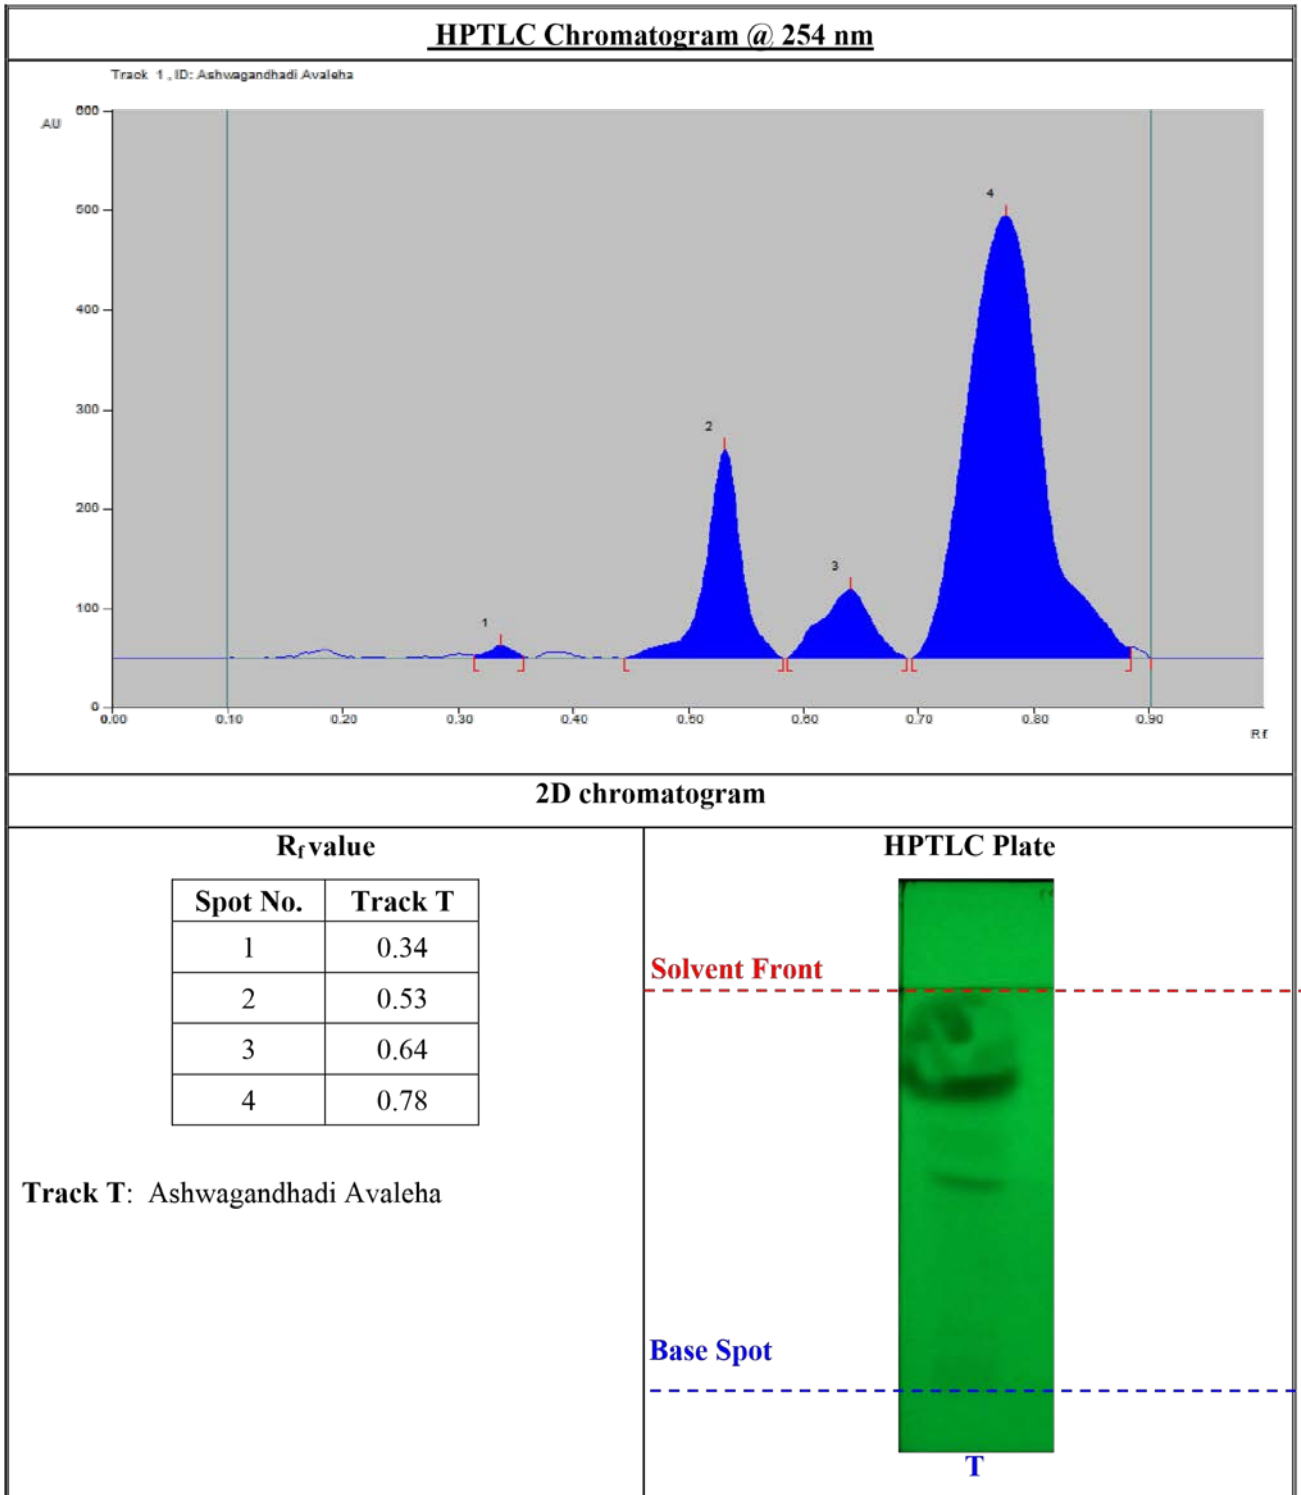 HPTLC Chromatogram @ 254 nm
Track 1 , ID: Ashwagandhadi Avaleha
AU
600
500
400
300
200
100
0
1
2
3
4
0.00 0.10 0.20 0.30 0.40 0.50 0.60 0.70 0.80 0.90
Rf
2D chromatogram
Rf value
Spot No. Track T
1 0.34
2 0.53
3 0.64
4 0.78
Track T: Ashwagandhadi Avaleha
HPTLC Plate
Solvent Front
Base Spot
T